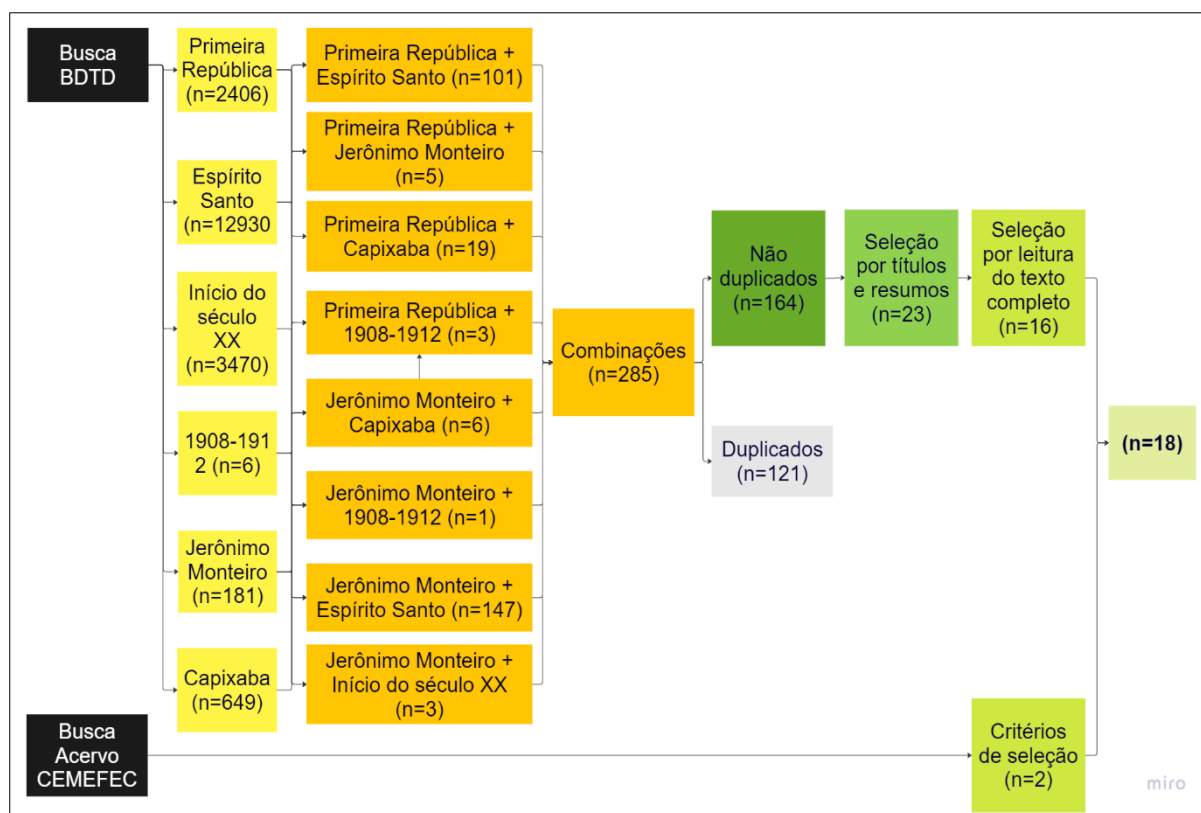 Busca
BDTD
Primeira
República
(n=2406)
Espírito
Santo
(n=12930
Início do
século
XX
(n=3470)
1908-191
2 (n=6)
Jerônimo
Monteiro
(n=181)
Capixaba
(n=649)
Primeira República +
Espírito Santo (n=101)
Primeira República +
Jerônimo Monteiro
(n=5)
Primeira República +
Capixaba (n=19)
Primeira República +
1908-1912 (n=3)
Jerônimo Monteiro +
Capixaba (n=6)
Jerônimo Monteiro +
1908-1912 (n=1)
Jerônimo Monteiro +
Espírito Santo (n=147)
Jerônimo Monteiro +
Início do século XX
(n=3)
Combinações
(n=285)
Não
duplicados
(n=164)
Duplicados
(n=121)
Seleção
por títulos
e resumos
(n=23)
Seleção
por leitura
do texto
completo
(n=16)
(n=18)
Busca
Acervo
CEMEFEC
Critérios
de seleção
(n=2)
miro